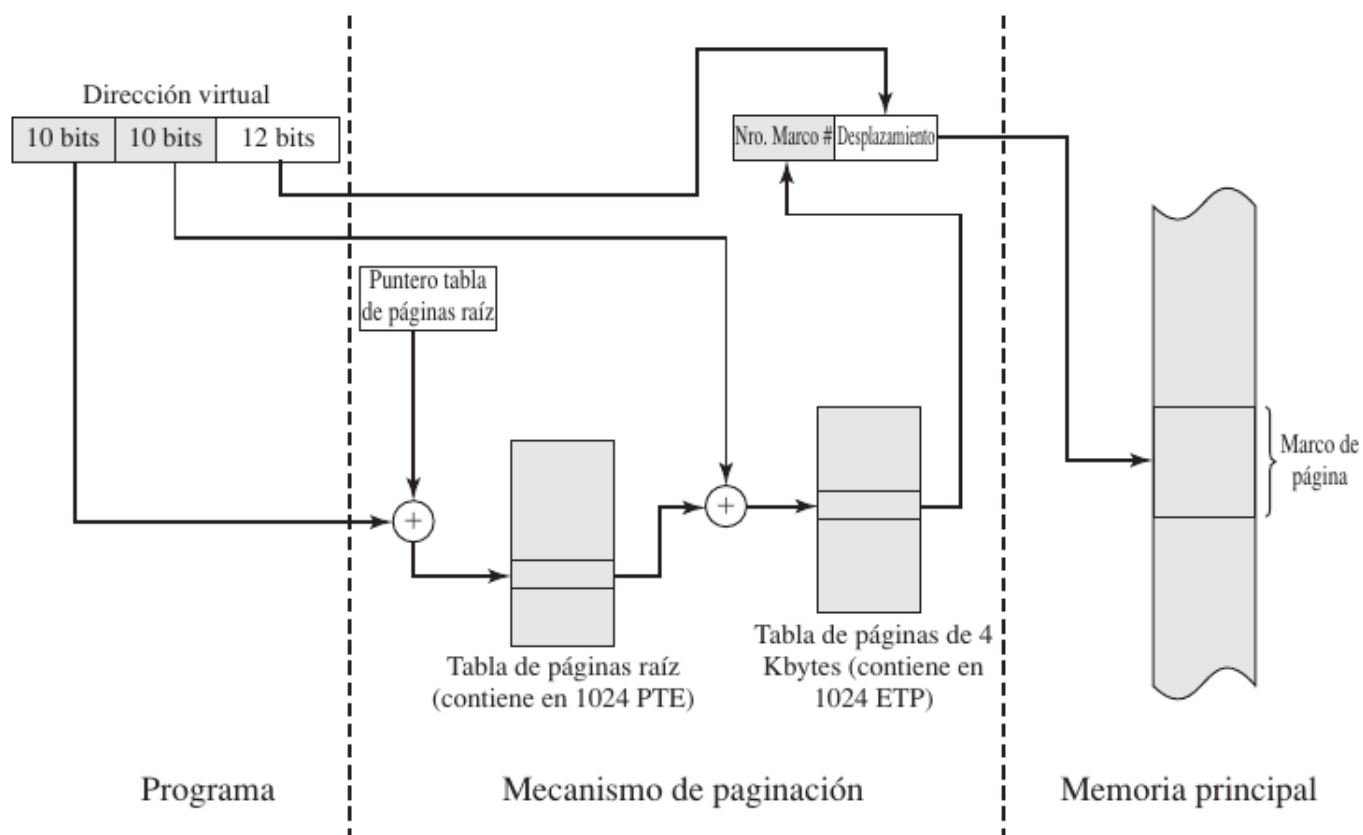 Dirección virtual
10 bits
10 bits
12 bits
Nro. Marco #
Desplazamiento
Puntero tabla
de páginas raíz
+
+
Marco de
página
Tabla de páginas raíz
(contiene en 1024 PTE)
Tabla de páginas de 4
Kbytes (contiene en
1024 ETP)
Programa
Mecanismo de paginación
Memoria principal